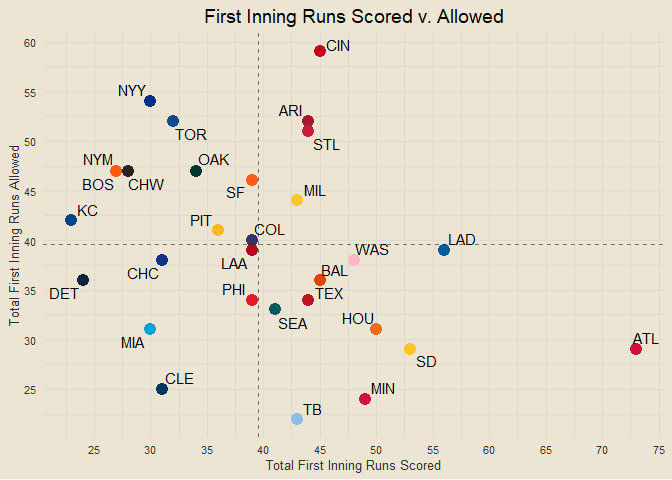 First Inning Runs Scored v. Allowed
60
CIN
55
NYY
ARI
TOR
STL
50
NYM
OAK
BOS
CHW
SF
MIL
45
KC
PIT
COL
LAD
40
WAS
LAA
CHC
BAL
DET
PHI
TEX
35
SEA
HOU
MIA
ATL
30
SD
CLE
MIN
25
TB
25 30 35 40 45 50 55 60 65 70 75
Total First Inning Runs Scored
Total First Inning Runs Allowed